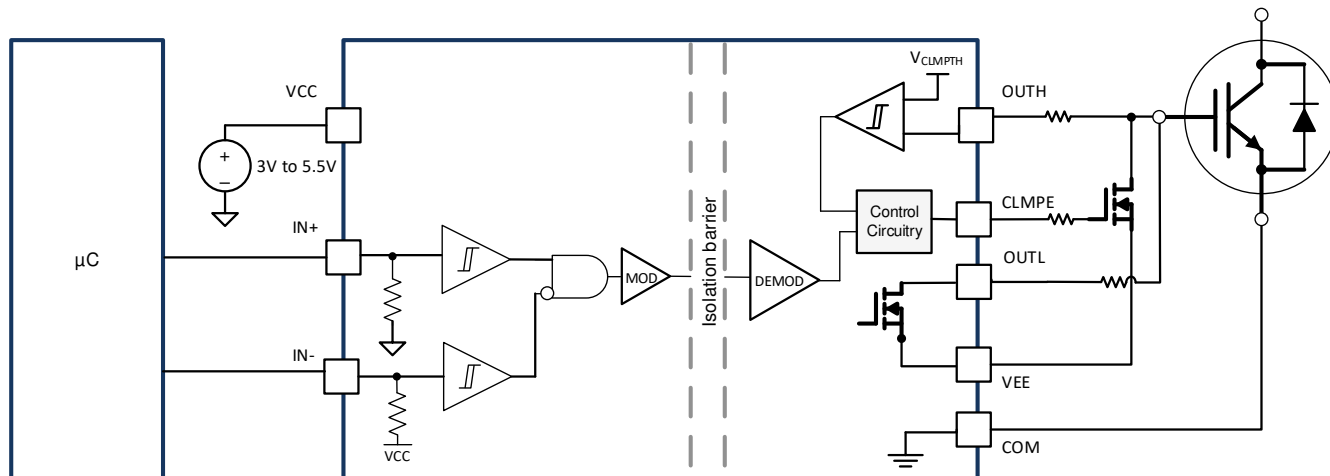 µC
VCC
+
−
3V to 5.5V
IN+
IN-
VCC
MOD
Isolation barrier
DEMOD
VCLMPTH
Control
Circuitry
OUTH
CLMPE
OUTL
VEE
COM